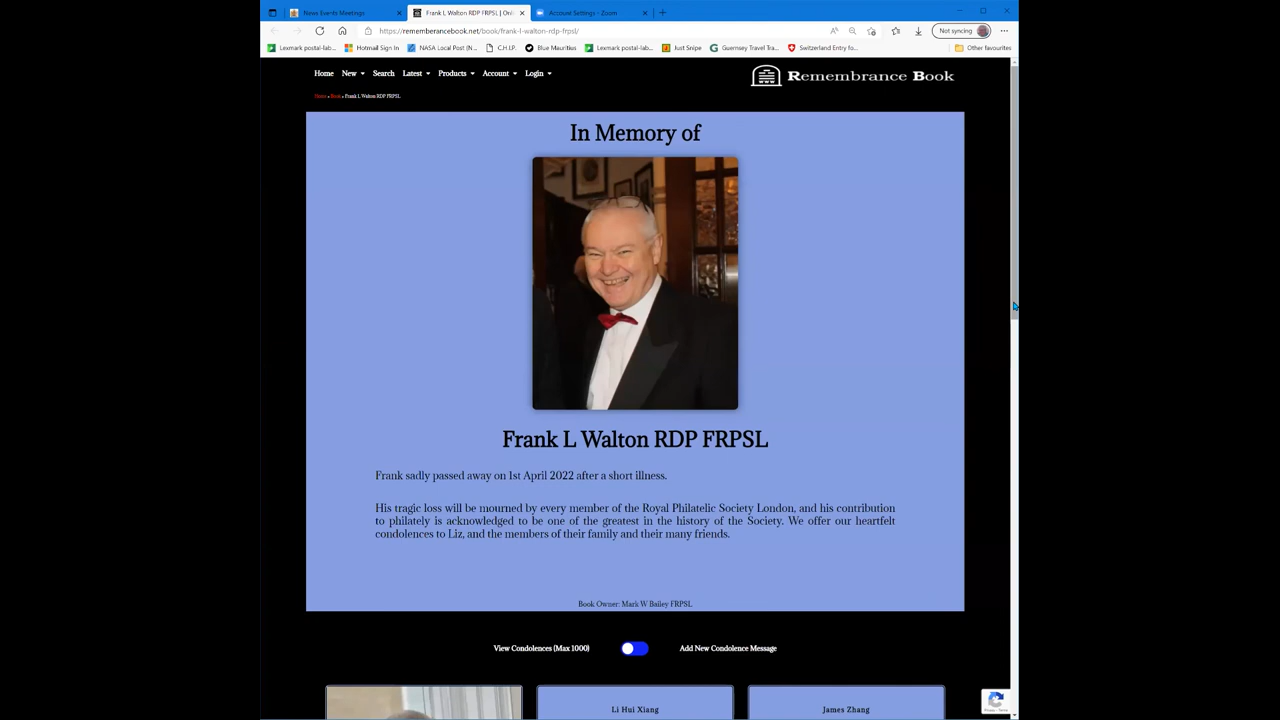 News Events Meetings
Frank L Walton RDP FRPSL | Onl
Account Settings - Zoom
https://remembrancebook.net/book/frank-l-walton-rdp-frpsl/
Not syncing
Lexmark postal-lab...
Hotmail Sign In
NASA Local Post (N...
C.H.I.P.
Blue Mauritius
Lexmark postal-lab...
Just Snipe
Guernsey Travel Tra...
Switzerland Entry fo...
Other favourites
Home New Search Latest Products Account Login
Remembrance Book
Home » Book » Frank L Walton RDP FRPSL
In Memory of
Frank L Walton RDP FRPSL
Frank sadly passed away on 1st April 2022 after a short illness.
His tragic loss will be mourned by every member of the Royal Philatelic Society London, and his contribution
to philately is acknowledged to be one of the greatest in the history of the Society. We offer our heartfelt
condolences to Liz, and the members of their family and their many friends.
Book Owner: Mark W Bailey FRPSL
View Condolences (Max 1000)
Add New Condolence Message
Li Hui Xiang
James Zhang
Privacy - Terms